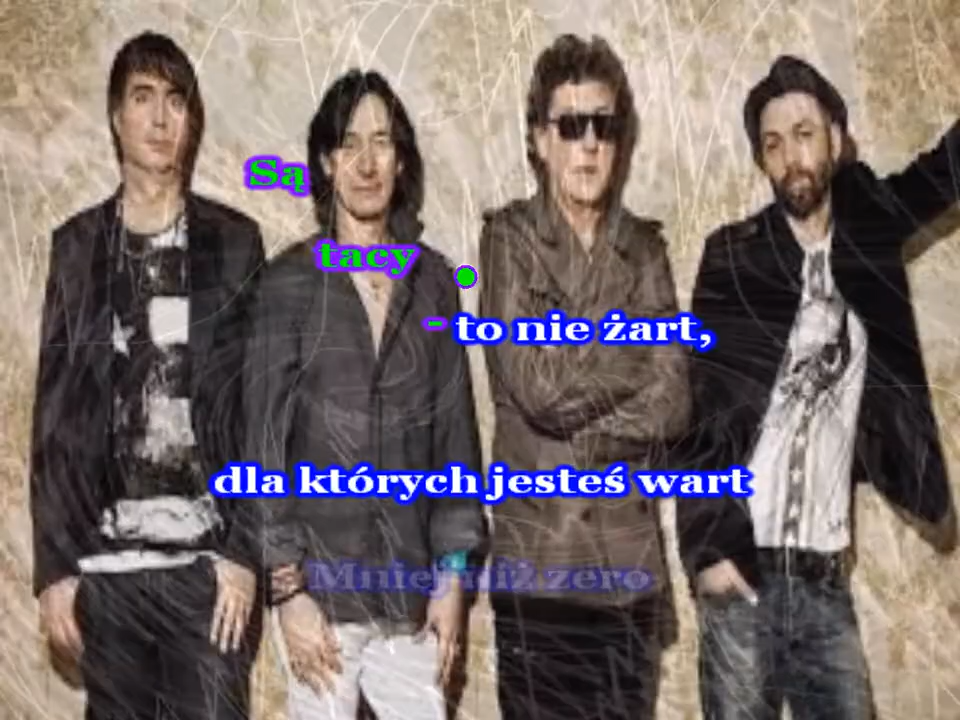 Są
tacy
- to nie żart,
dla których jesteś wart
Mniej niż zero